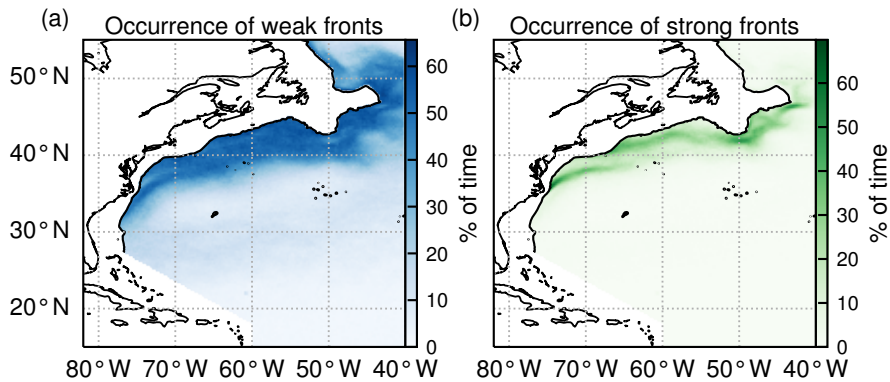 (a)
Occurrence of weak fronts
50°N
40°N
30°N
20°N
80°W 70°W 60°W 50°W 40°W
60
50
40
30
20
10
0
% of time
(b)
Occurrence of strong fronts
80°W 70°W 60°W 50°W 40°W
60
50
40
30
20
10
0
% of time